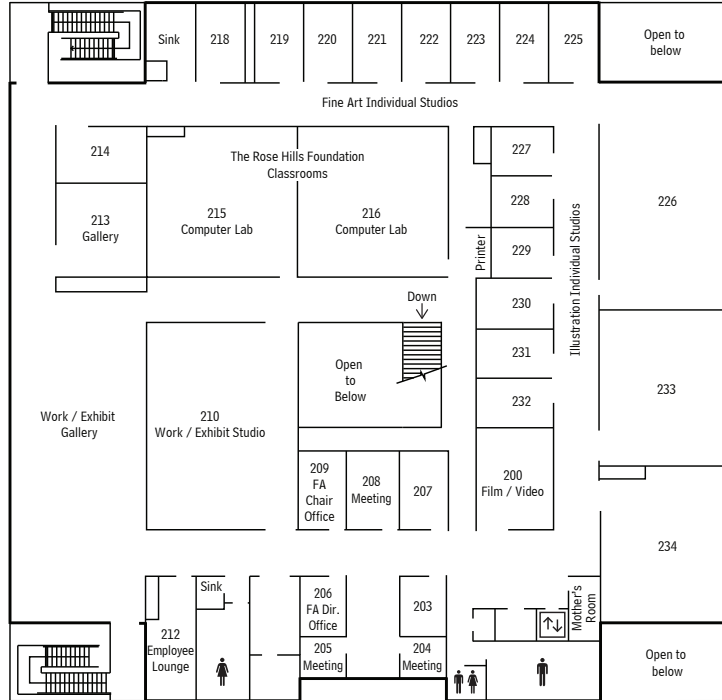 Sink
218
219
220
221
222
223
224
225
Open to
below
Fine Art Individual Studios
214
The Rose Hills Foundation
Classrooms
227
228
226
213
Gallery
215
Computer Lab
216
Computer Lab
Printer
229
Illustration Individual Studios
230
Down
231
Open
to
Below
232
233
Work / Exhibit
Gallery
210
Work / Exhibit Studio
209
FA
Chair
Office
208
Meeting
207
200
Film / Video
234
Sink
206
FA Dir.
Office
203
Mother's
Room
212
Employee
Lounge
205
Meeting
204
Meeting
Open to
below